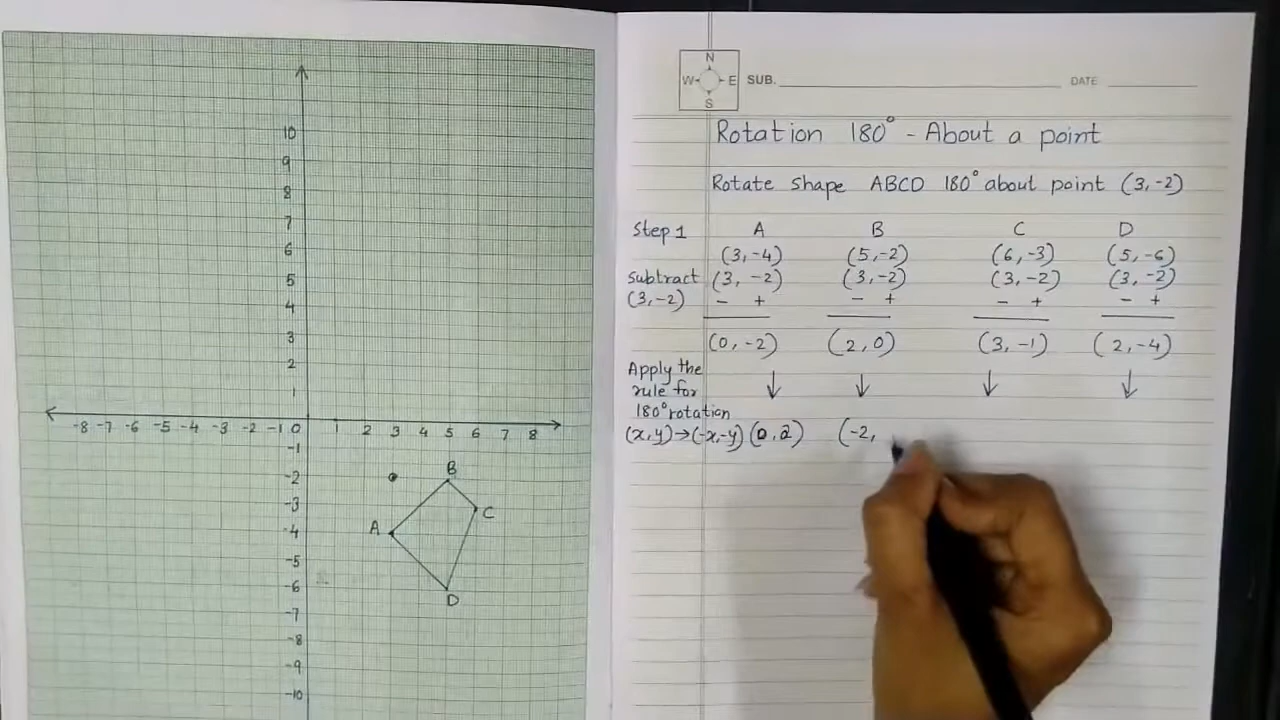 10
9
8
7
6
5
4
3
2
1
-8 -7 -6 -5 -4 -3 -2 -1 0 1 2 3 4 5 6 7 8
-1
-2
-3
-4
-5
-6
-7
-8
-9
-10
B
C
A
D
N
W E SUB. DATE
S
Rotation 180° - About a point
Rotate shape ABCD 180° about point (3,-2)
Step 1 A B C D
(3,-4) (5,-2) (6,-3) (5,-6)
subtract (3,-2) (3,-2) (3,-2) (3,-2)
(3,-2) - + - + - + - +
(0,-2) (2,0) (3,-1) (2,-4)
Apply the
rule for ↓ ↓ ↓ ↓
180° rotation
(x,y)→(-x,-y) (0,2) (-2,